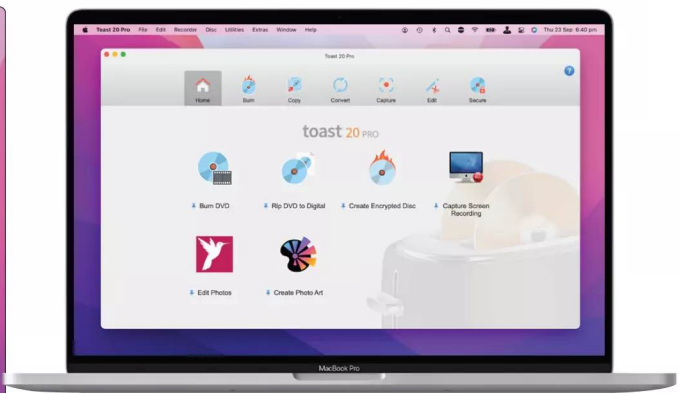 Toast 20 Pro File Edit Recorder Disc Utilities Extras Window Help Thu 23 Sep 6:40 pm
Toast 20 Pro
?
Home Burn Copy Convert Capture Edit Secure
toast 20 PRO
Burn DVD Rip DVD to Digital Create Encrypted Disc Capture Screen
Recording
Edit Photos Create Photo Art
MacBook Pro